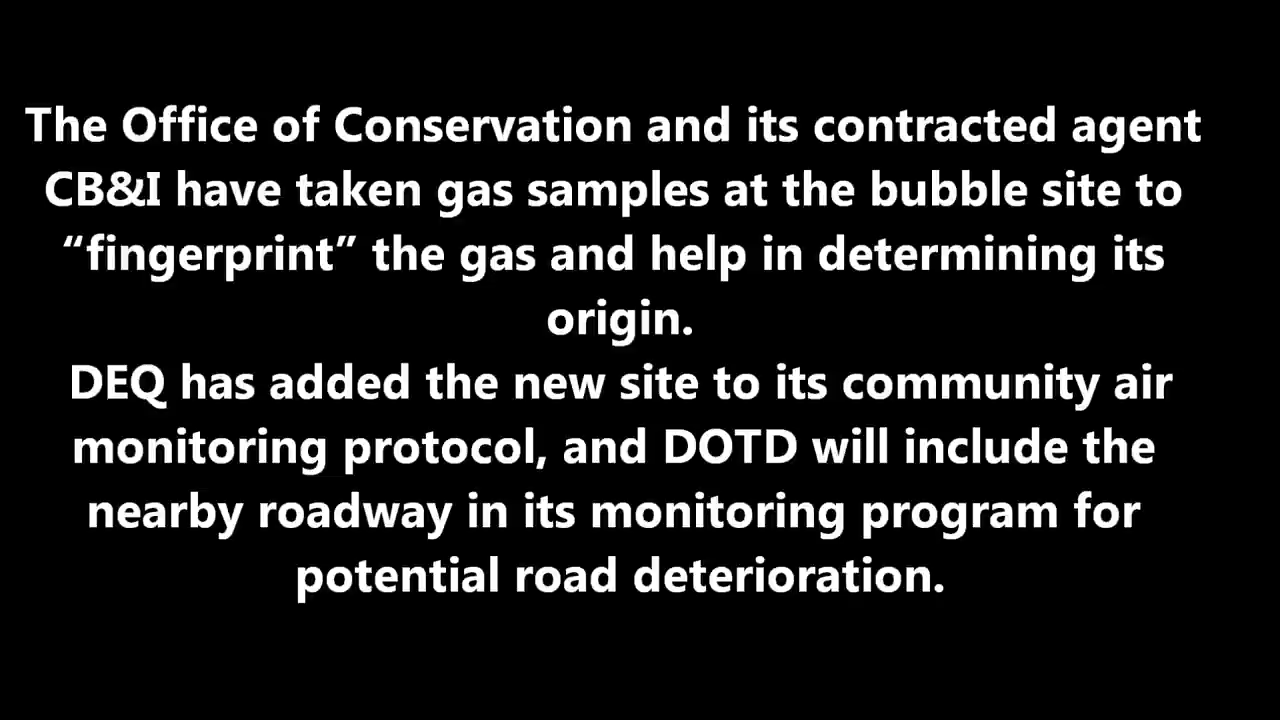 The Office of Conservation and its contracted agent
CB&I have taken gas samples at the bubble site to
“fingerprint” the gas and help in determining its
origin.
DEQ has added the new site to its community air
monitoring protocol, and DOTD will include the
nearby roadway in its monitoring program for
potential road deterioration.